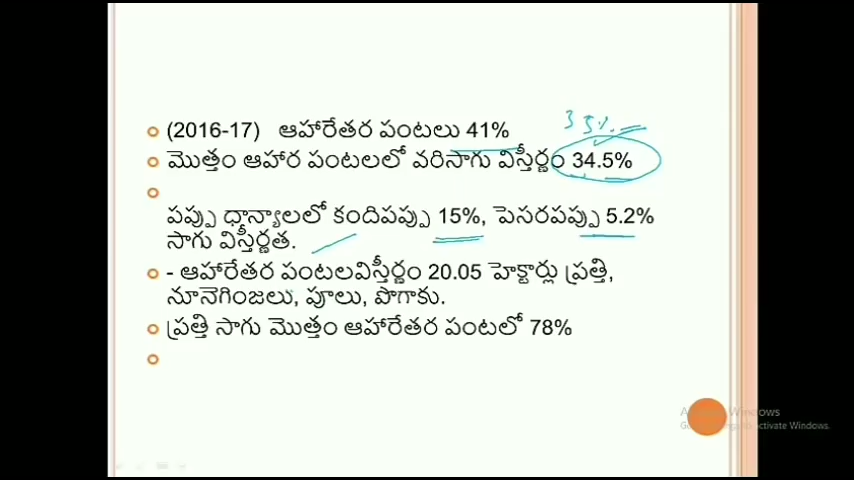 (2016-17) ఆహారేతర పంటలు 41%
35%
మొత్తం ఆహార పంటలలో వరిసాగు విస్తీర్ణం 34.5%
పప్పు ధాన్యాలలో కందిపప్పు 15%, పెసరపప్పు 5.2%
సాగు విస్తీర్ణత.
- ఆహారేతర పంటలవిస్తీర్ణం 20.05 హెక్టార్లు ప్రత్తి,
నూనెగింజలు, పూలు, పొగాకు.
ప్రత్తి సాగు మొత్తం ఆహారేతర పంటలో 78%